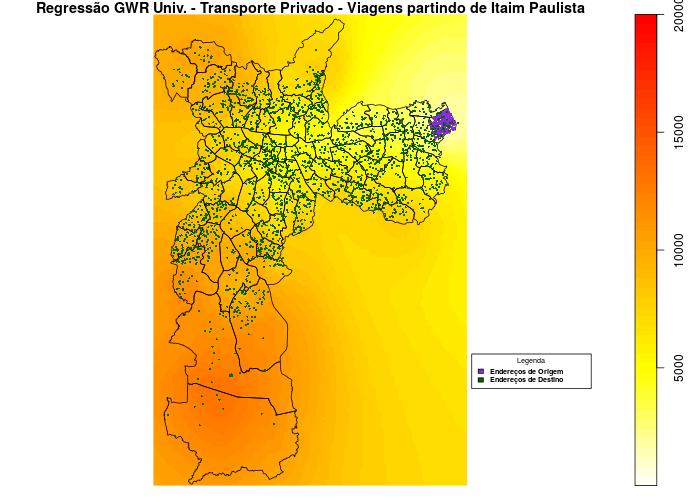 Regressão GWR Univ. - Transporte Privado - Viagens partindo de Itaim Paulista
20000
15000
10000
5000
Legenda
Endereços de Origem
Endereços de Destino